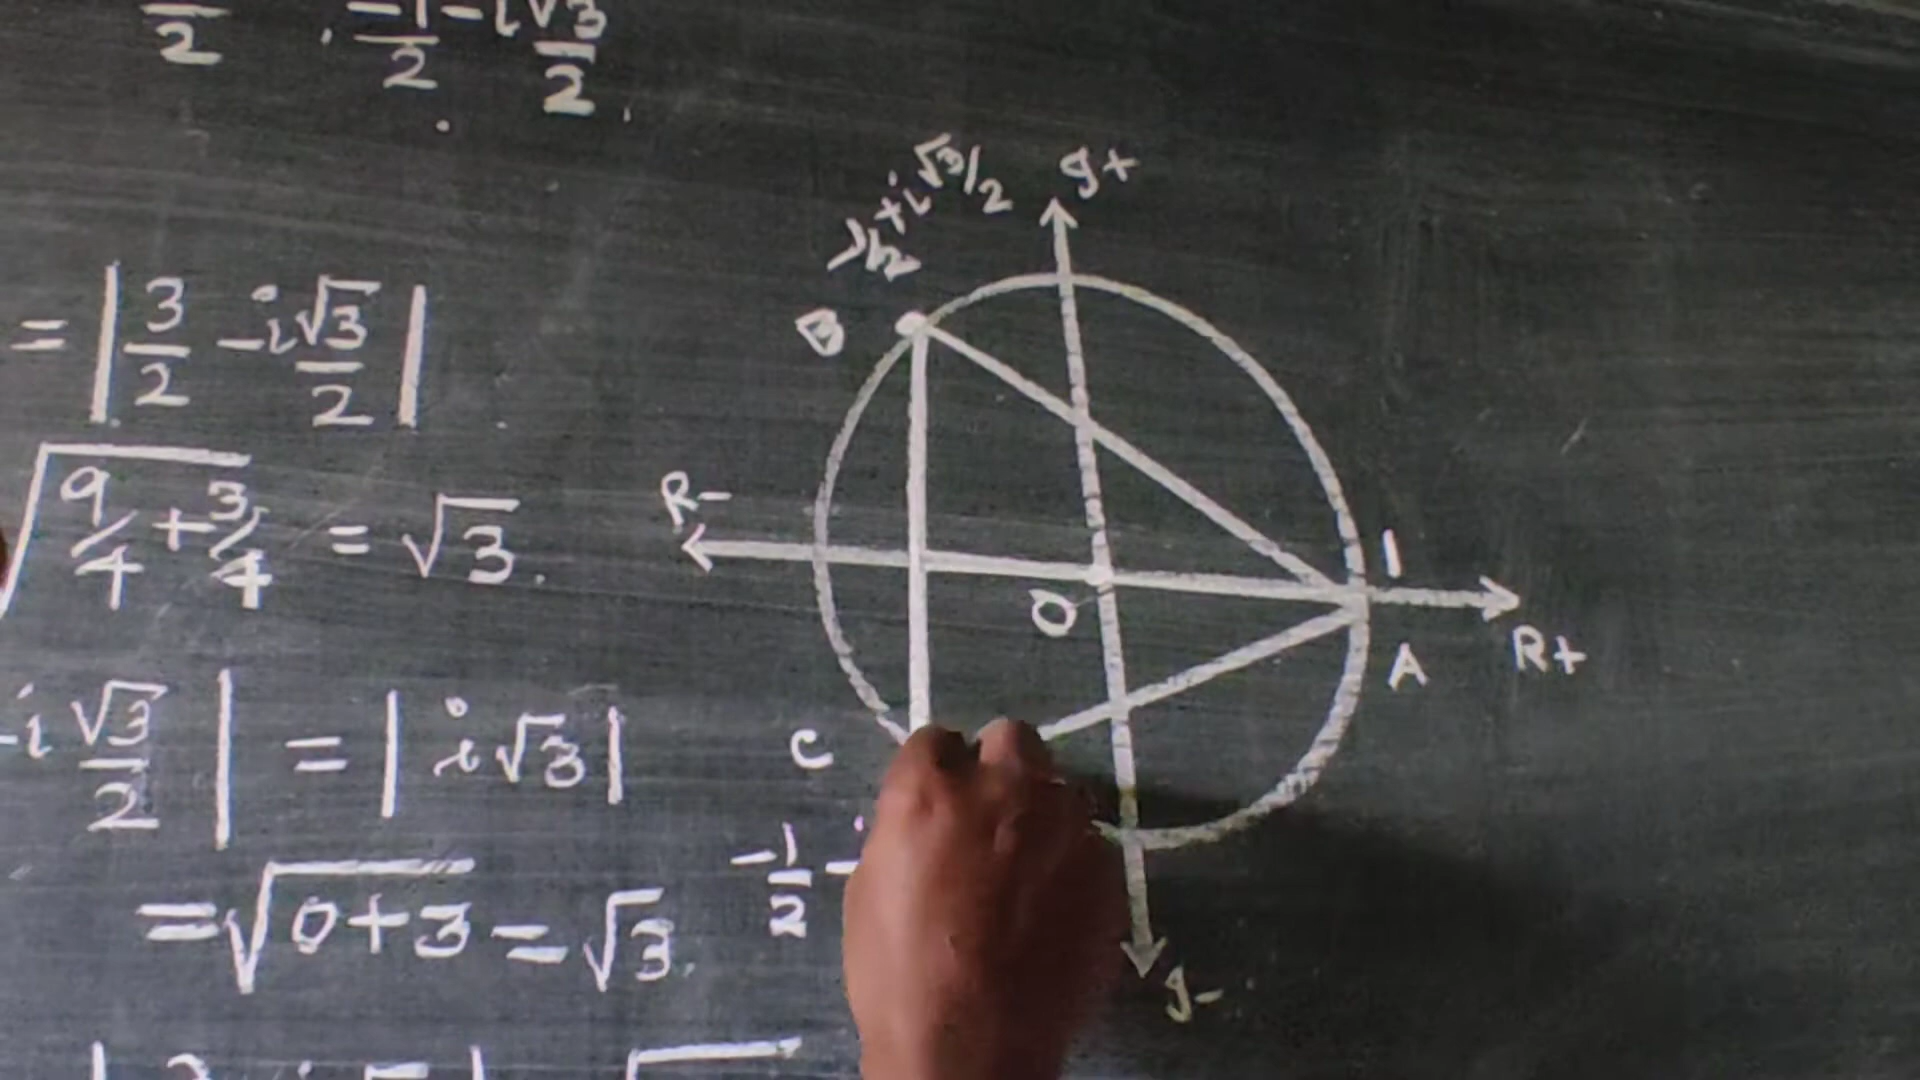 /2 , -1/2 - i √3/2 ,
= | 3/2 - i √3/2 |
√(9/4 + 3/4) = √3.
-i √3/2 | = | i √3 |
= √(0+3) = √3.
-1/2 + i √3/2
g+
B
R-
O
1
A
R+
C
-1/2 -
g-